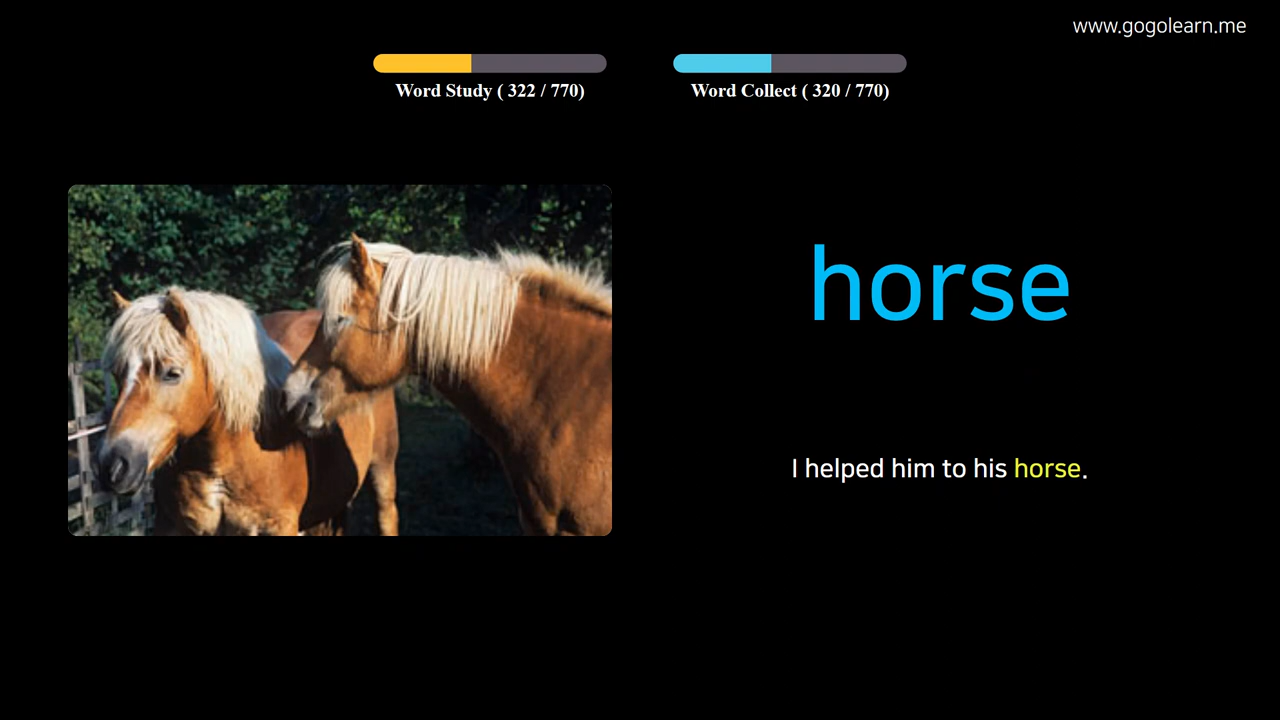 www.gogolearn.me
Word Study ( 322 / 770)
Word Collect ( 320 / 770)
horse
I helped him to his horse.